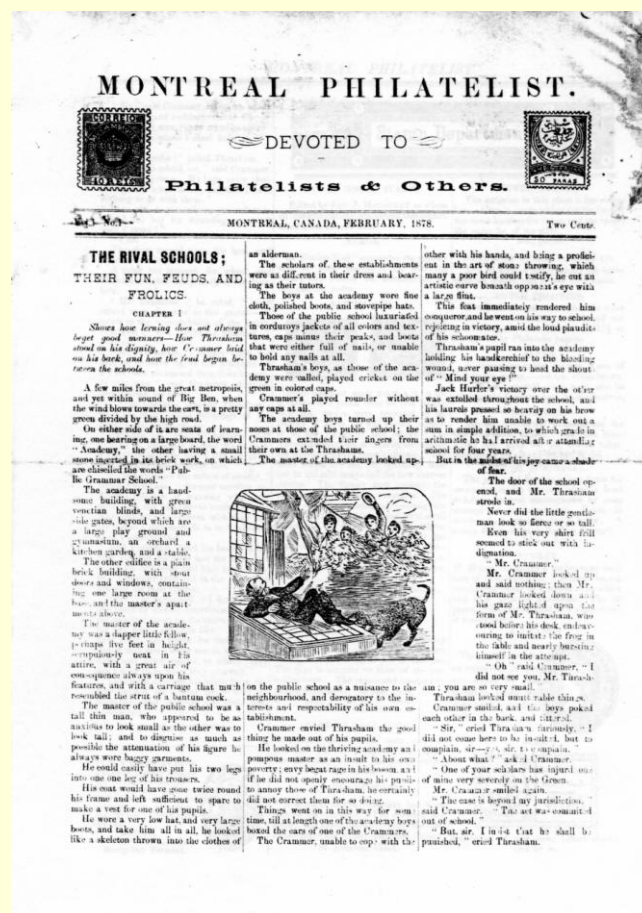 MONTREAL PHILATELIST.
CORREIO
40 REIS
DEVOTED TO
Philatelists & Others.
50 PARAS
No. 1
MONTREAL, CANADA, FEBRUARY, 1878.
Two Cents.
THE RIVAL SCHOOLS;
THEIR FUN, FEUDS, AND
FROLICS.
CHAPTER I
Shows how lerning does not always
beget good manners—How Thrasham
stood on his dignity, how Crammer laid
on his back, and how the feud began be-
tween the schools.
A few miles from the great metropolis,
and yet within sound of Big Ben, when
the wind blows towards the east, is a pretty
green divided by the high road.
On either side of it are seats of learn-
ing, one bearing on a large board, the word
"Academy," the other having a small
stone inserted in its brick work, on which
are chiselled the words "Pub-
lic Grammar School."
The academy is a hand-
some building, with green
venetian blinds, and large
side gates, beyond which are
a large play ground and
gymnasium, an orchard a
kitchen garden, and a stable.
The other edifice is a plain
brick building, with stout
doors and windows, contain-
ing one large room at the
base, and the master's apart-
ments above.
The master of the acade-
my was a dapper little fellow,
perhaps five feet in height,
scrupulously neat in his
attire, with a great air of
consequence always upon his
features, and with a carriage that much
resembled the strut of a bantum cock.
The master of the public school was a
tall thin man, who appeared to be as
anxious to look small as the other was to
look tall; and to disguise as much as
possible the attenuation of his figure he
always wore baggy garments.
He could easily have put his two legs
into one one leg of his trousers.
His coat would have gone twice round
his frame and left sufficient to spare to
make a vest for one of his pupils.
He wore a very low hat, and very large
boots, and take him all in all, he looked
like a skeleton thrown into the clothes of
an alderman.
The scholars of these establishments
were as different in their dress and bear-
ing as their tutors.
The boys at the academy wore fine
cloth, polished boots, and stovepipe hats.
Those of the public school luxuriated
in corduroys jackets of all colors and tex-
tures, caps minus their peaks, and boots
that were either full of nails, or unable
to hold any nails at all.
Thrasham's boys, as those of the aca-
demy were called, played cricket on the
green in colored caps.
Crammer's played rounder without
any caps at all.
The academy boys turned up their
noses at those of the public school; the
Crammers extended their fingers from
their own at the Thrashams.
The master of the academy looked up-
on the public school as a nuisance to the
neighbourhood, and derogatory to the in-
terests and respectability of his own es-
tablishment.
Crammer envied Thrasham the good
thing he made out of his pupils.
He looked on the thriving academy and
pompous master as an insult to his own
poverty; envy begat rage in his bosom and
if he did not openly encourage his pupils
to annoy those of Thrasham, he certainly
did not correct them for so doing.
Things went on in this way for some
time, till at length one of the academy boys
boxed the ears of one of the Crammers.
The Crammer, unable to cope with the
other with his hands, and being a profici-
ent in the art of stone throwing, which
many a poor bird could testify, he cut an
artistic curve beneath opponent's eye with
a large flint.
This feat immediately rendered him
conqueror, and he went on his way to school,
rejoicing in victory, amid the loud plaudits
of his schoolmates.
Thrasham's pupil ran into the academy
holding his handkerchief to the bleeding
wound, never pausing to heed the shout
of "Mind your eye!"
Jack Hurler's victory over the other
was extolled throughout the school, and
his laurels pressed so heavily on his brow
as to render him unable to work out a
sum in simple addition, to which grade in
arithmetic he had arrived after attending
school for four years.
But in the midst of his joy came a shade
of fear.
The door of the school op-
ened, and Mr. Thrasham
strode in.
Never did the little gentle-
man look so fierce or so tall.
Even his very shirt frill
seemed to stick out with in-
dignation.
"Mr. Crammer."
Mr. Crammer looked up
and said nothing; then Mr.
Crammer looked down and
his gaze lighted upon the
form of Mr. Thrasham, who
stood before his desk, endeav-
ouring to imitate the frog in
the fable and nearly bursting
himself in the attempt.
"Oh" said Crammer, "I
did not see you, Mr. Thrash-
am; you are so very small."
Thrasham looked unutterable things.
Crammer smiled, and the boys poked
each other in the back, and tittered.
"Sir," cried Thrasham, furiously, "I
did not come here to be insulted, but to
complain, sir—yes, sir, to complain.
"About what?" asked Crammer.
"One of your scholars has injurd one
of mine very severely on the Green.
Mr. Crammer smiled again.
"The case is beyond my jurisdiction,"
said Crammer. "The act was commited
out of school."
"But, sir, I insist that he shall be
punished," cried Thrasham.